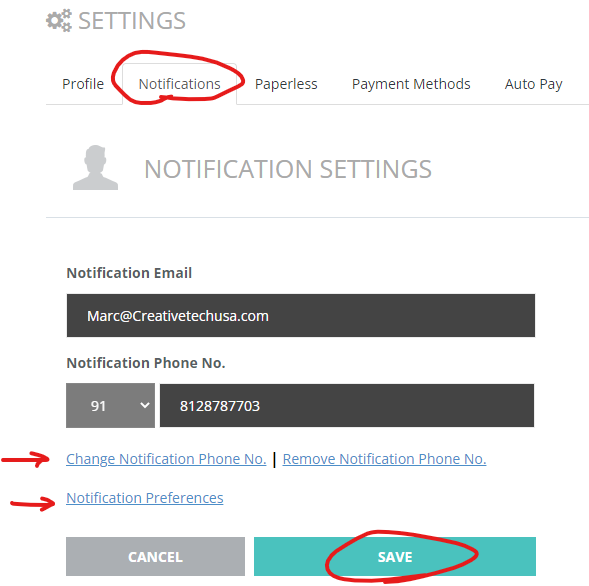 SETTINGS
Profile Notifications Paperless Payment Methods Auto Pay
NOTIFICATION SETTINGS
Notification Email
Marc@Creativetechusa.com
Notification Phone No.
91 8128787703
Change Notification Phone No. | Remove Notification Phone No.
Notification Preferences
CANCEL SAVE